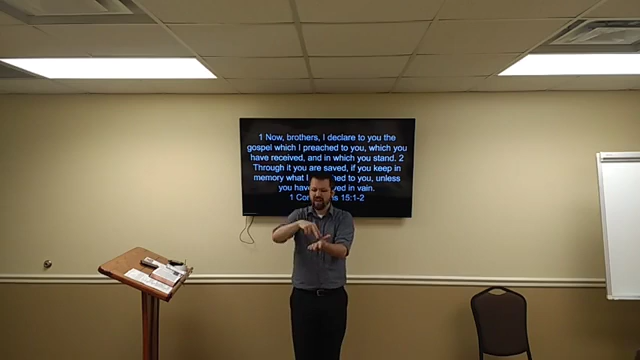 1 Now, brothers, I declare to you the
gospel which I preached to you, which you
have received, and in which you stand. 2
Through it you are saved, if you keep in
memory what I to you, unless
you have in vain.
15:1-2